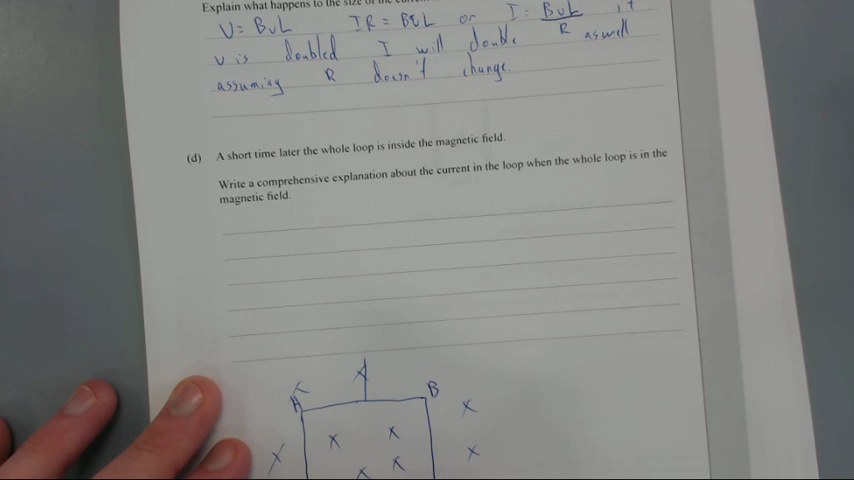 Explain what happens to the size of the
V = BvL IR = BvL or I = BvL/R if
v is doubled I will double as well
assuming R doesn't change.
(d) A short time later the whole loop is inside the magnetic field.
Write a comprehensive explanation about the current in the loop when the whole loop is in the
magnetic field.
A B x
x x x x
x x